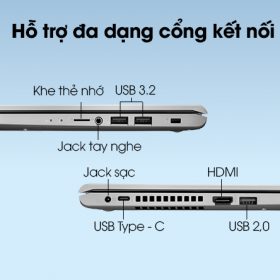 Hỗ trợ đa dạng cổng kết nối
Khe thẻ nhớ
USB 3.2
Jack tay nghe
Jack sạc
HDMI
USB Type - C
USB 2,0